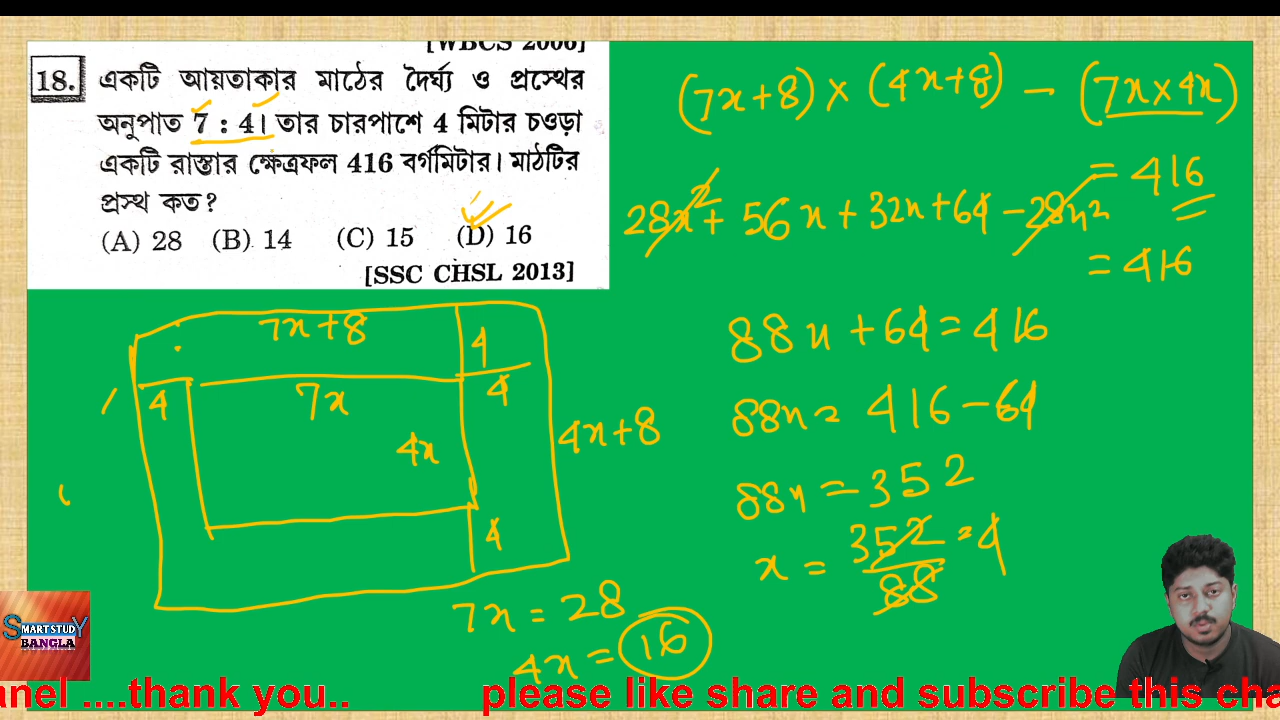 [WBCS 2006]
18. একটি আয়তাকার মাঠের দৈর্ঘ্য ও প্রস্থের
অনুপাত 7 : 4। তার চারপাশে 4 মিটার চওড়া
একটি রাস্তার ক্ষেত্রফল 416 বর্গমিটার। মাঠটির
প্রস্থ কত?
(A) 28 (B) 14 (C) 15 (D) 16
[SSC CHSL 2013]
(7x+8) × (4x+8) − (7x×4x)
= 416
28x²+ 56x + 32x + 64 − 28x²
= 416
88x + 64 = 416
88x = 416 − 64
88x = 352
x = 352/88 = 4
7x+8
4
4
7x
4
4x
4x+8
4
7x = 28
4x = 16
SMART STUDY
BANGLA
anel ....thank you.. please like share and subscribe this cha